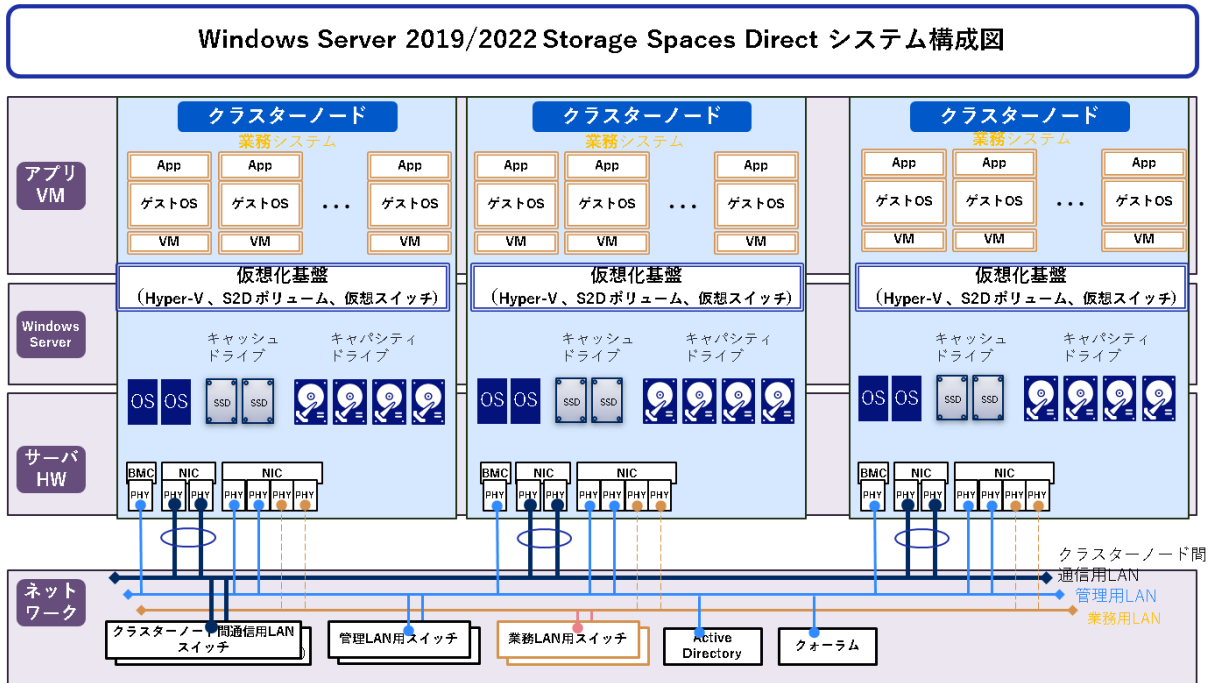 Windows Server 2019/2022 Storage Spaces Direct システム構成図
アプリ
VM
Windows
Server
サーバ
HW
ネット
ワーク
クラスターノード
業務システム
App App App
ゲストOS ゲストOS ... ゲストOS
VM VM VM
仮想化基盤
(Hyper-V 、S2D ボリューム、仮想スイッチ)
キャッシュ
ドライブ
キャパシティ
ドライブ
OS OS SSD SSD
BMC NIC NIC
PHY PHY PHY PHY PHY PHY PHY
クラスターノード
業務システム
App App App
ゲストOS ゲストOS ... ゲストOS
VM VM VM
仮想化基盤
(Hyper-V 、S2D ボリューム、仮想スイッチ)
キャッシュ
ドライブ
キャパシティ
ドライブ
OS OS SSD SSD
BMC NIC NIC
PHY PHY PHY PHY PHY PHY PHY
クラスターノード
業務システム
App App App
ゲストOS ゲストOS ... ゲストOS
VM VM VM
仮想化基盤
(Hyper-V 、S2D ボリューム、仮想スイッチ)
キャッシュ
ドライブ
キャパシティ
ドライブ
OS OS SSD SSD
BMC NIC NIC
PHY PHY PHY PHY PHY PHY PHY
クラスターノード間
通信用LAN
管理用LAN
業務用LAN
クラスターノード間通信用LAN
スイッチ
)
管理LAN用スイッチ
業務LAN用スイッチ
Active
Directory
クォーラム